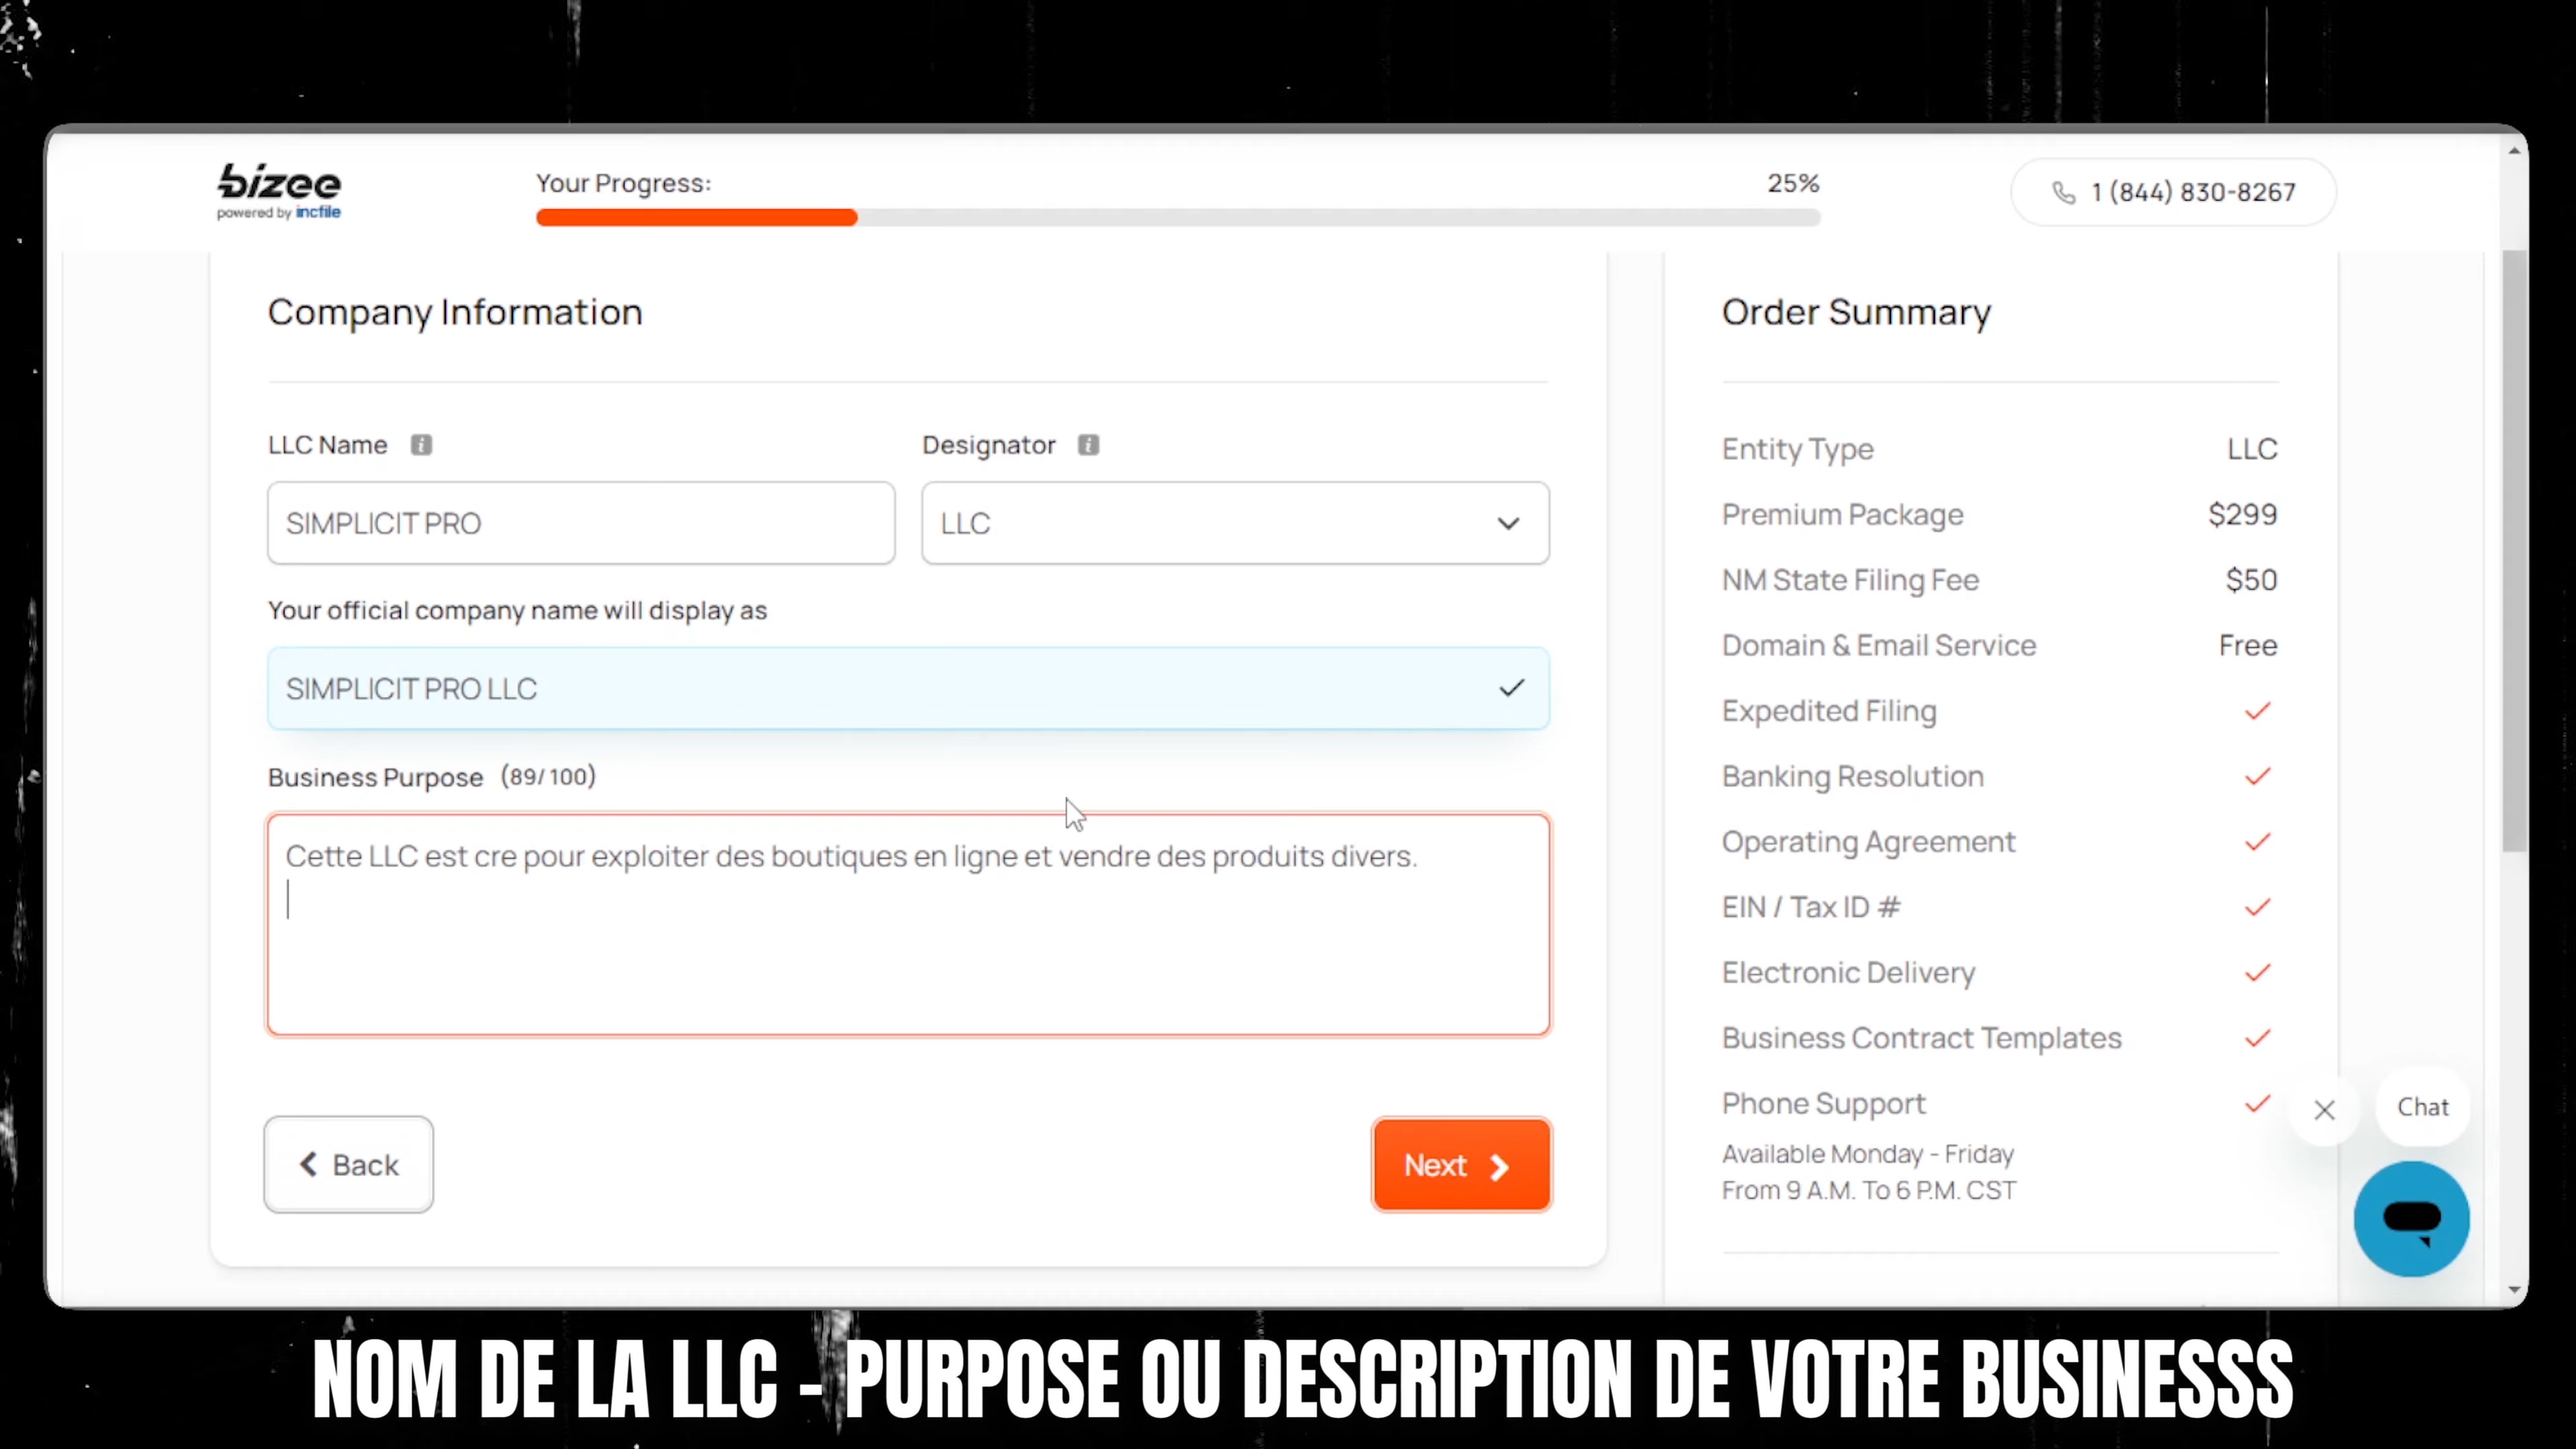 bizee
powered by incfile
Your Progress:
25%
1 (844) 830-8267
Company Information
LLC Name
Designator
SIMPLICIT PRO
LLC
Your official company name will display as
SIMPLICIT PRO LLC
Business Purpose (89/100)
Cette LLC est cre pour exploiter des boutiques en ligne et vendre des produits divers.
Back
Next
Order Summary
Entity Type LLC
Premium Package $299
NM State Filing Fee $50
Domain & Email Service Free
Expedited Filing
Banking Resolution
Operating Agreement
EIN / Tax ID #
Electronic Delivery
Business Contract Templates
Phone Support
Available Monday - Friday
From 9 A.M. To 6 P.M. CST
Chat
NOM DE LA LLC - PURPOSE OU DESCRIPTION DE VOTRE BUSINESSS